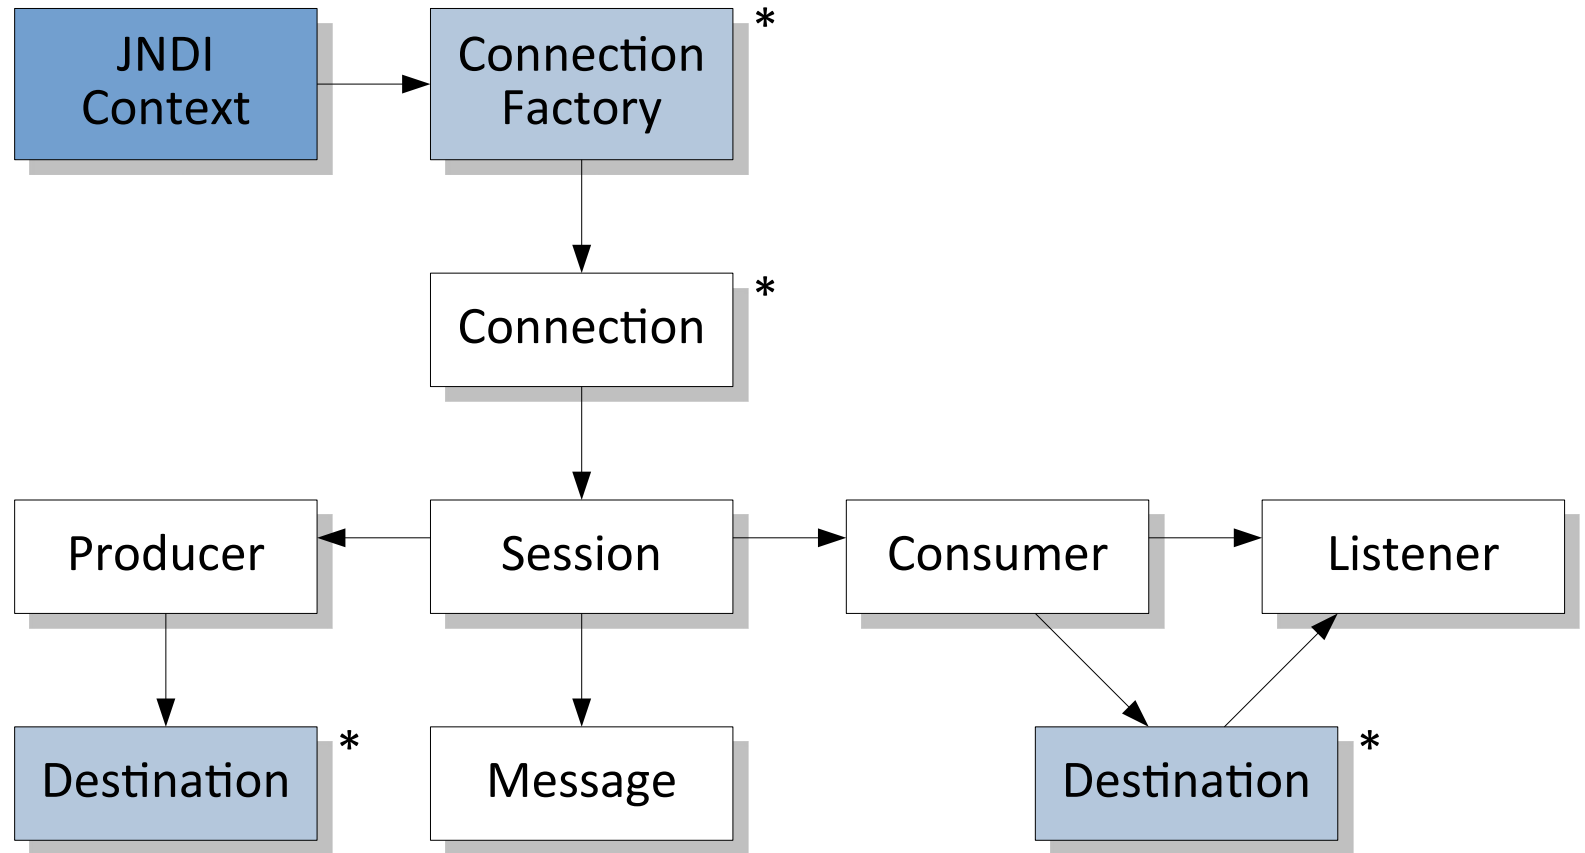 JNDI
Context
Connection
Factory
*
Connection
*
Producer
Session
Consumer
Listener
Destination
*
Message
Destination
*